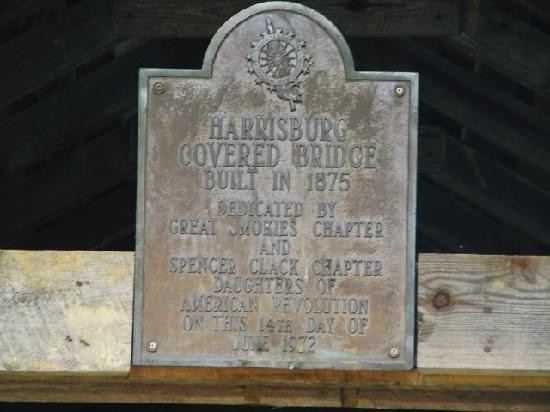 HARRISBURG
COVERED BRIDGE
BUILT IN 1875
DEDICATED BY
GREAT SMOKIES CHAPTER
AND
SPENCER CLACK CHAPTER
DAUGHTERS OF
AMERICAN REVOLUTION
ON THIS 14TH DAY OF
JUNE 1972